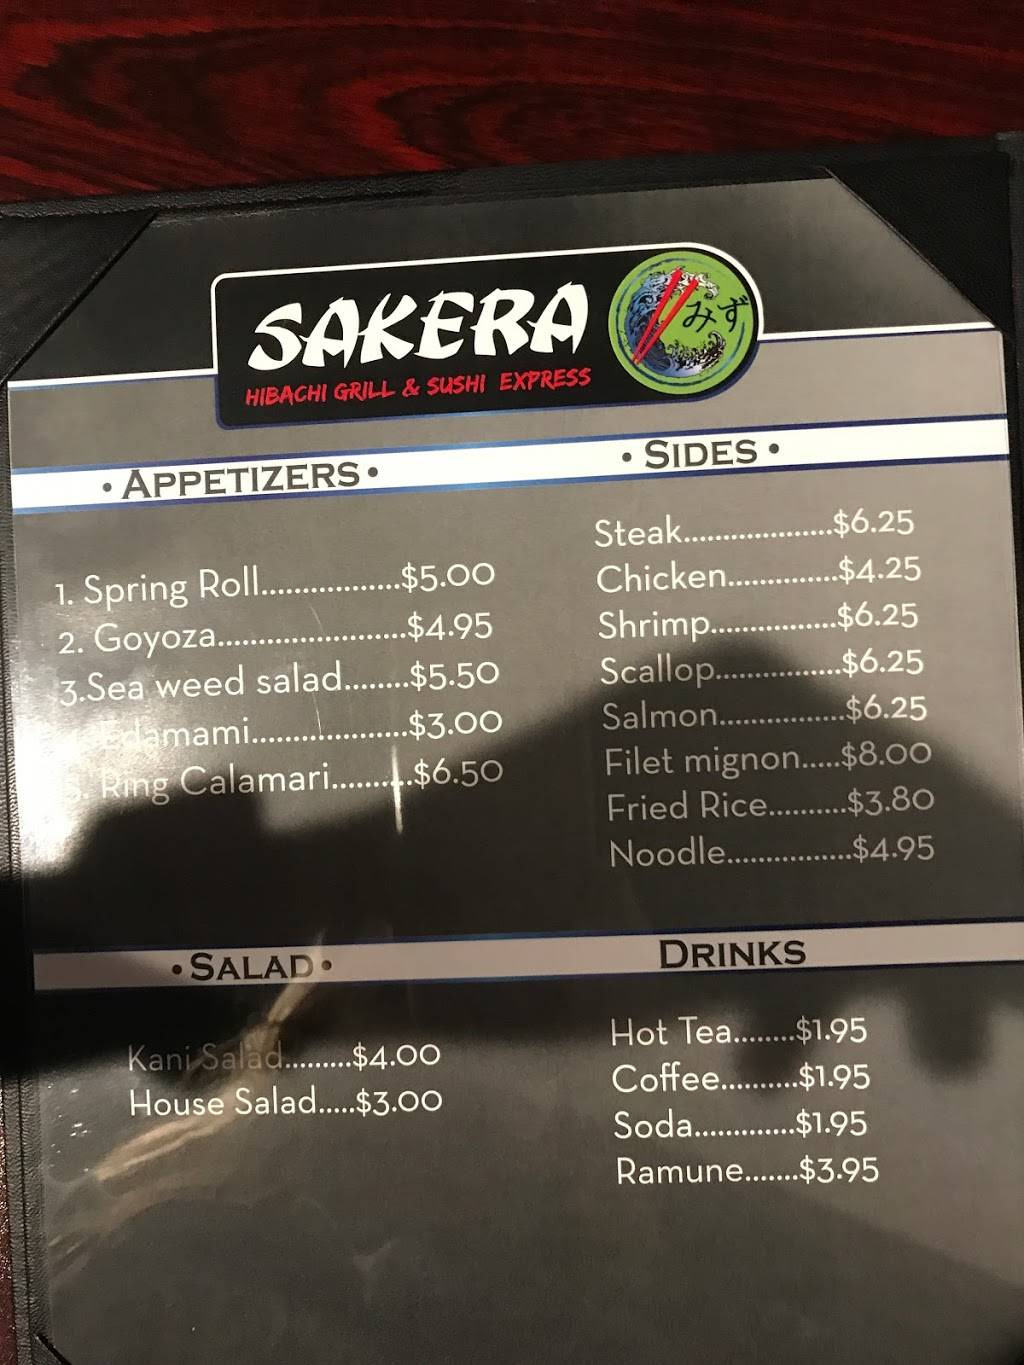 SAKERA
みず
HIBACHI GRILL & SUSHI EXPRESS
• APPETIZERS •
1. Spring Roll.................$5.00
2. Goyoza.......................$4.95
3.Sea weed salad........$5.50
Edamami...................$3.00
5. Ring Calamari..........$6.50
• SIDES •
Steak..................$6.25
Chicken..............$4.25
Shrimp...............$6.25
Scallop...............$6.25
Salmon...............$6.25
Filet mignon.....$8.00
Fried Rice..........$3.80
Noodle...............$4.95
• SALAD •
Kani Salad.........$4.00
House Salad.....$3.00
DRINKS
Hot Tea........$1.95
Coffee..........$1.95
Soda.............$1.95
Ramune.......$3.95